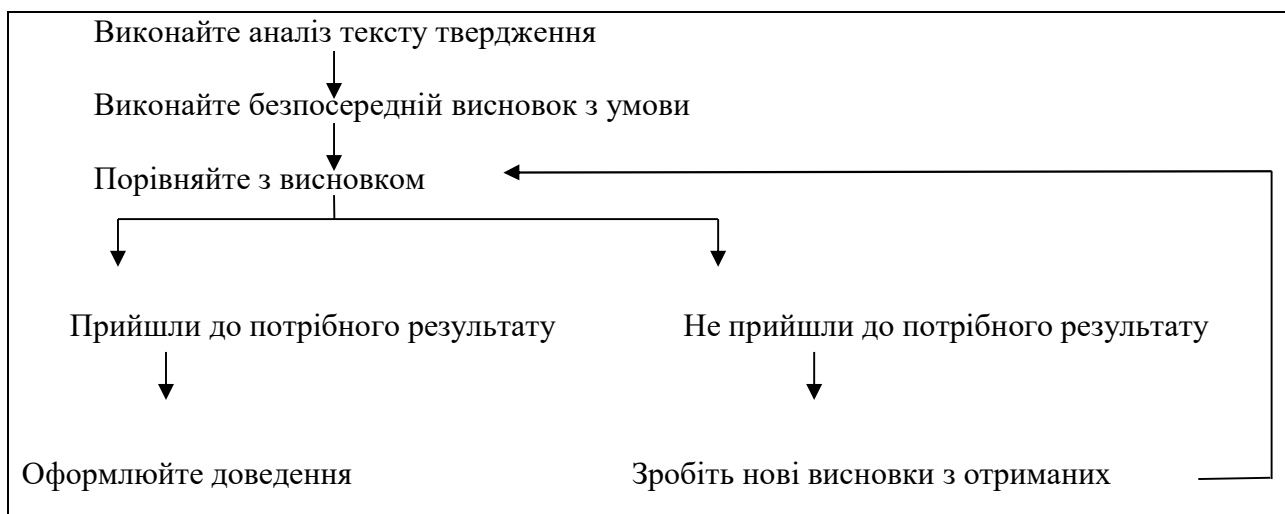 Виконайте аналіз тексту твердження
Виконайте безпосередній висновок з умови
Порівняйте з висновком
Прийшли до потрібного результату
Не прийшли до потрібного результату
Оформлюйте доведення
Зробіть нові висновки з отриманих